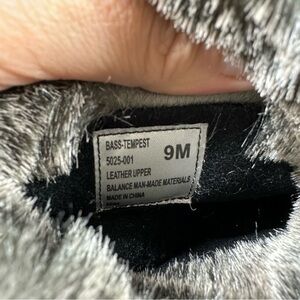 BASS-TEMPEST
5025-001 9M
LEATHER UPPER
BALANCE MAN-MADE MATERIALS
MADE IN CHINA